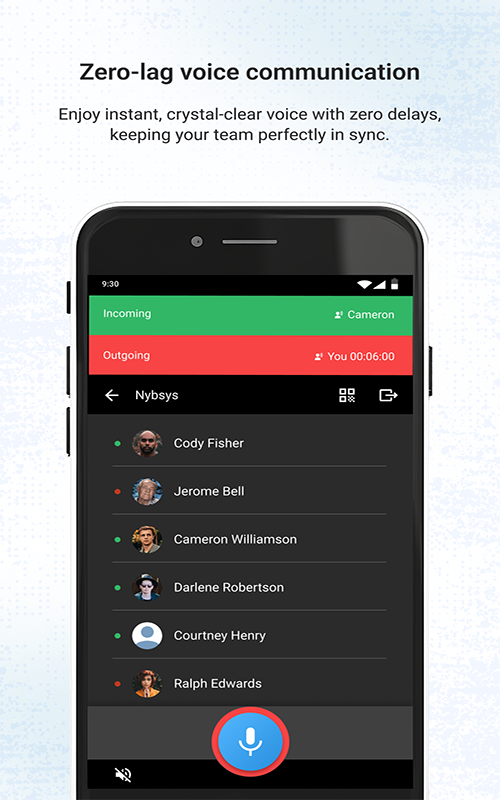 Zero-lag voice communication
Enjoy instant, crystal-clear voice with zero delays,
keeping your team perfectly in sync.
9:30
Incoming Cameron
Outgoing You 00:06:00
Nybsys
Cody Fisher
Jerome Bell
Cameron Williamson
Darlene Robertson
Courtney Henry
Ralph Edwards